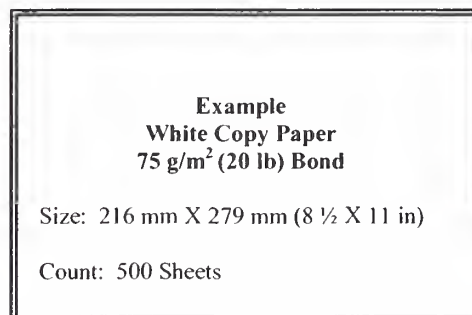 Example
White Copy Paper
75 g/m² (20 lb) Bond
Size: 216 mm X 279 mm (8 ½ X 11 in)
Count: 500 Sheets